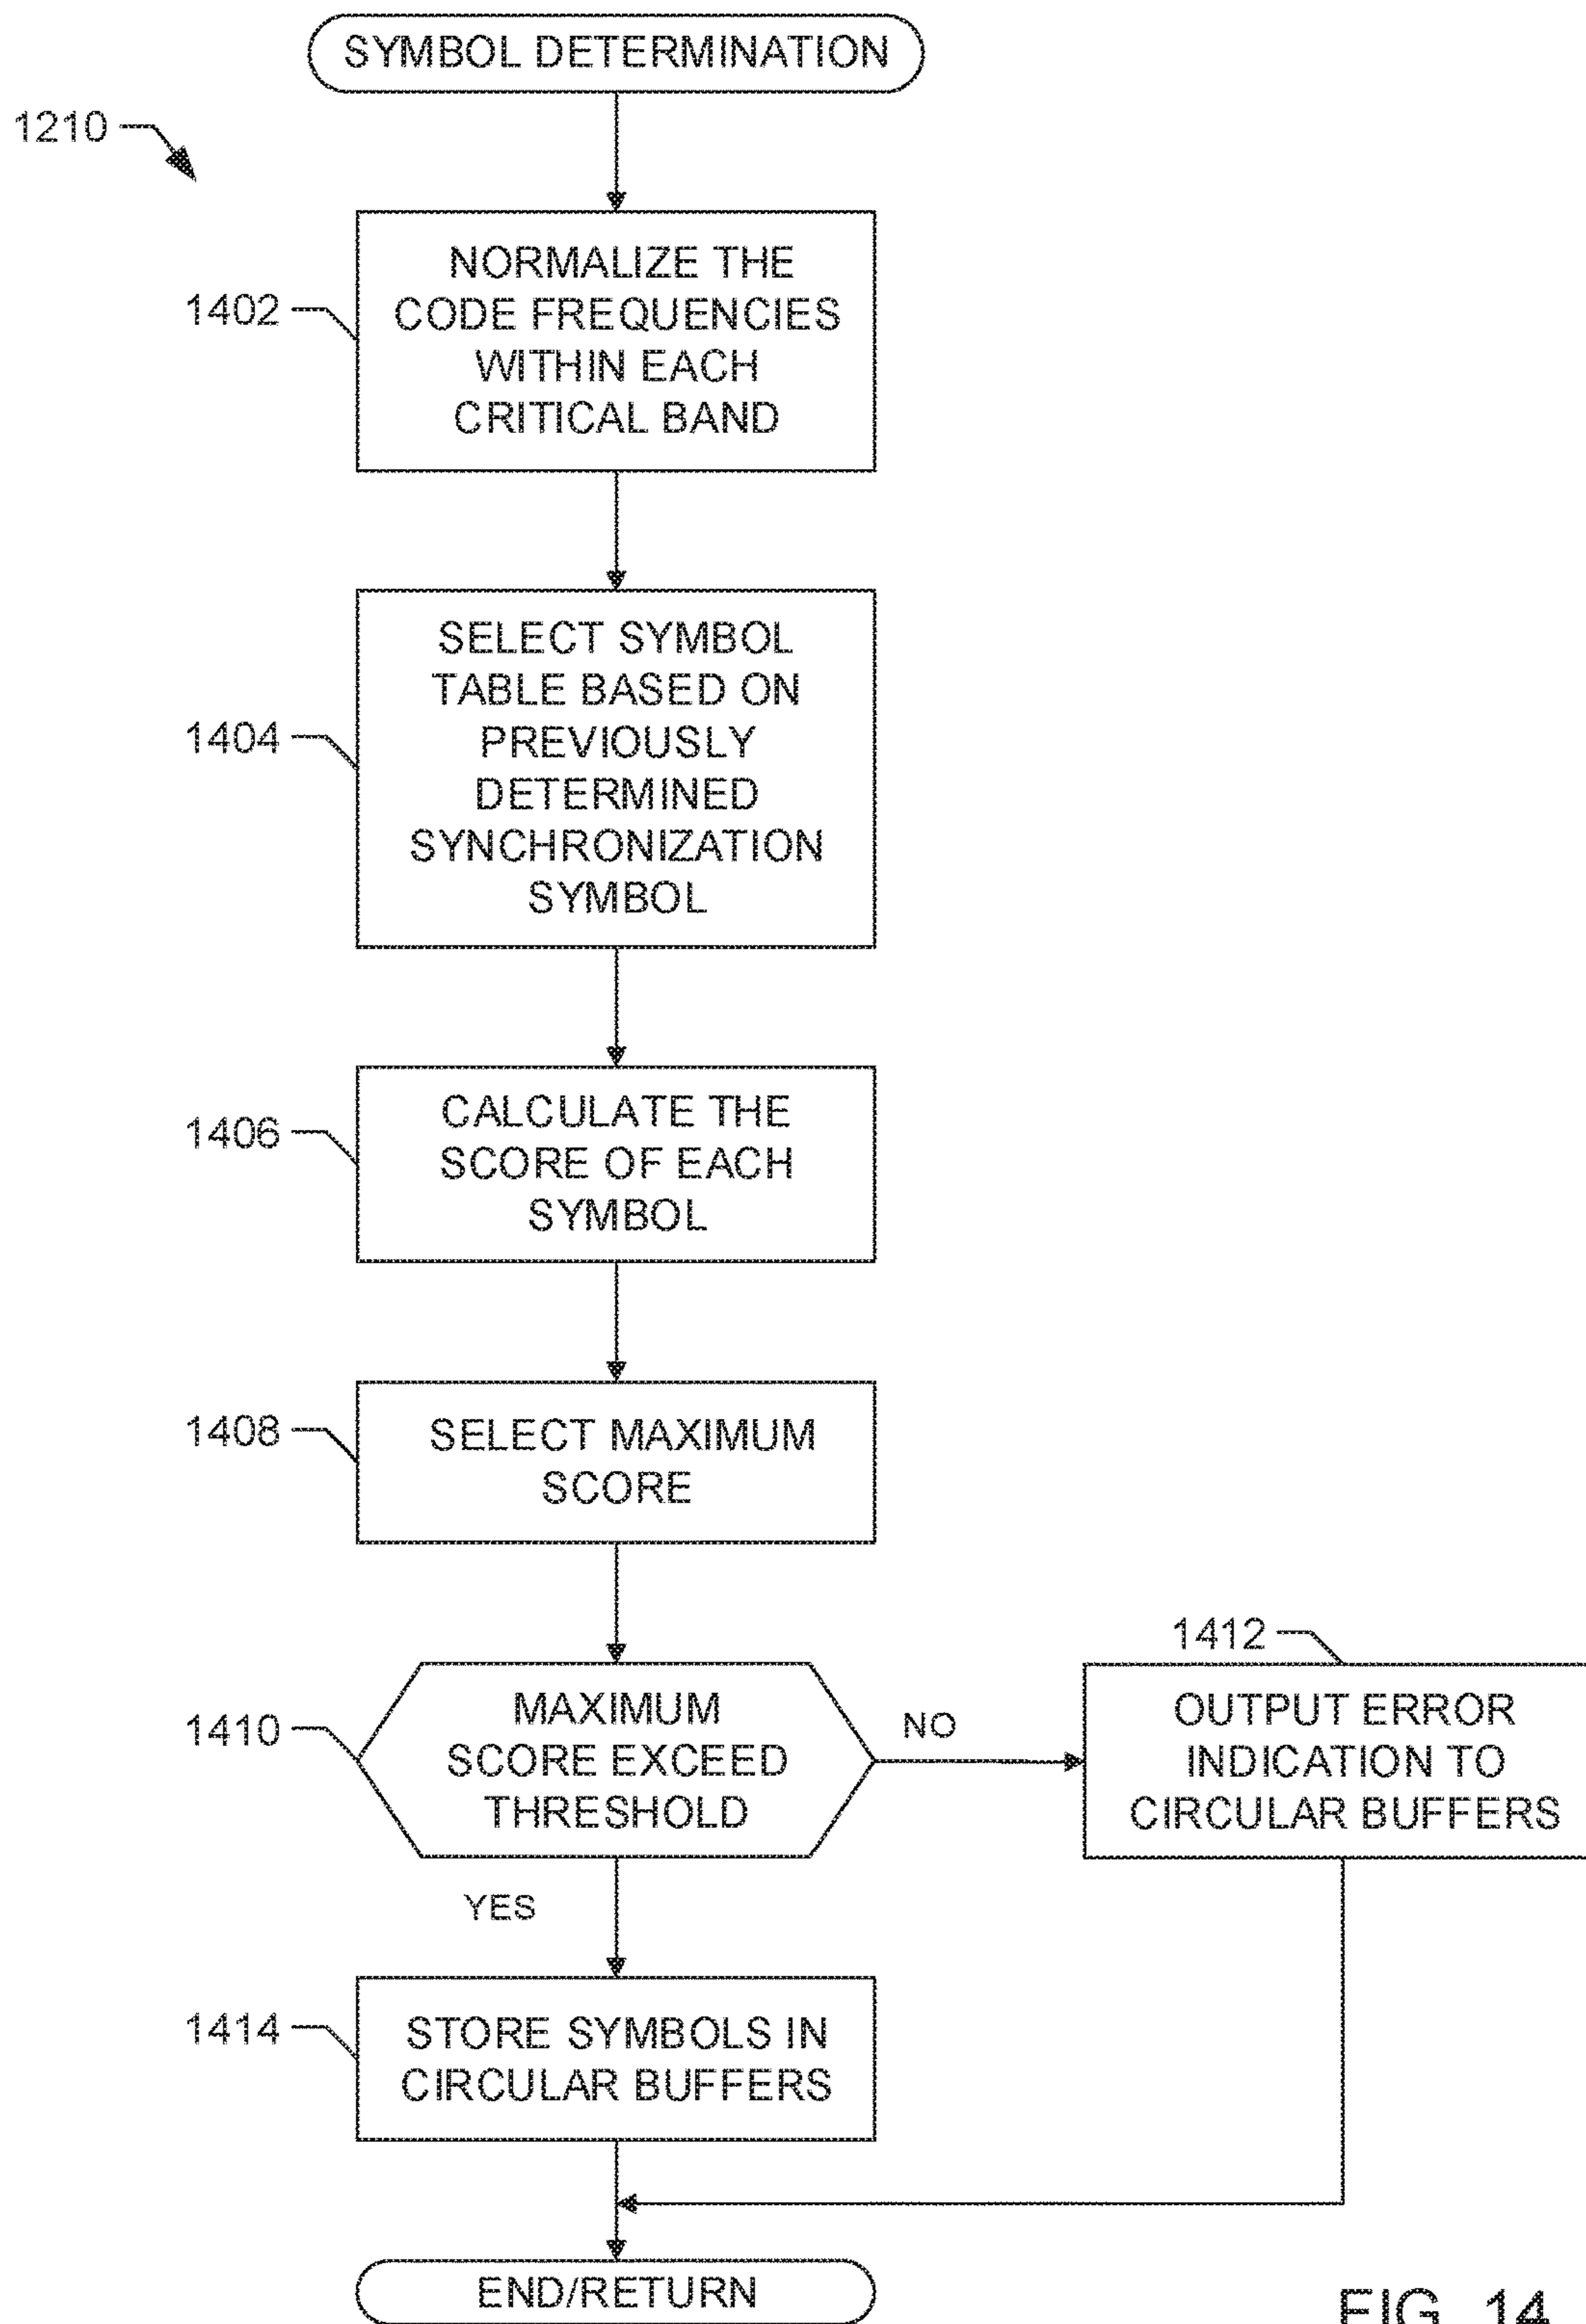 SYMBOL DETERMINATION
1210
NORMALIZE THE
CODE FREQUENCIES
WITHIN EACH
CRITICAL BAND
1402
SELECT SYMBOL
TABLE BASED ON
PREVIOUSLY
DETERMINED
SYNCHRONIZATION
SYMBOL
1404
CALCULATE THE
SCORE OF EACH
SYMBOL
1406
SELECT MAXIMUM
SCORE
1408
MAXIMUM
SCORE EXCEED
THRESHOLD
1410
NO
1412
OUTPUT ERROR
INDICATION TO
CIRCULAR BUFFERS
YES
STORE SYMBOLS IN
CIRCULAR BUFFERS
1414
END/RETURN
FIG. 14